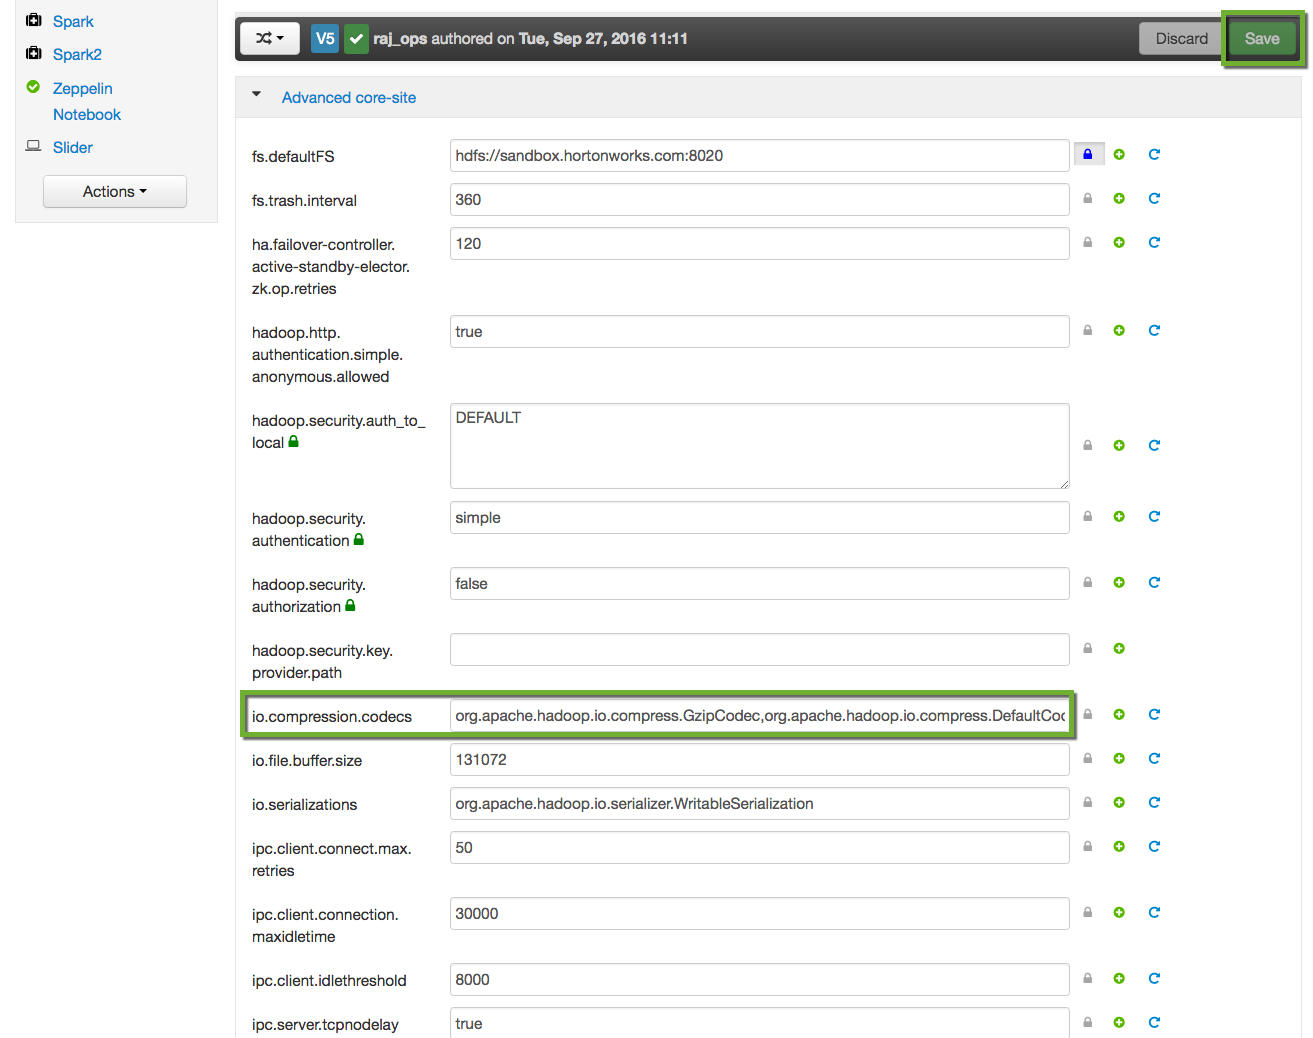 Spark
Spark2
Zeppelin
Notebook
Slider
Actions
V5 raj_ops authored on Tue, Sep 27, 2016 11:11 Discard Save
Advanced core-site
fs.defaultFS hdfs://sandbox.hortonworks.com:8020
fs.trash.interval 360
ha.failover-controller. 120
active-standby-elector.
zk.op.retries
hadoop.http. true
authentication.simple.
anonymous.allowed
hadoop.security.auth_to_ DEFAULT
local
hadoop.security. simple
authentication
hadoop.security. false
authorization
hadoop.security.key.
provider.path
io.compression.codecs org.apache.hadoop.io.compress.GzipCodec,org.apache.hadoop.io.compress.DefaultCoc
io.file.buffer.size 131072
io.serializations org.apache.hadoop.io.serializer.WritableSerialization
ipc.client.connect.max. 50
retries
ipc.client.connection. 30000
maxidletime
ipc.client.idlethreshold 8000
ipc.server.tcpnodelay true